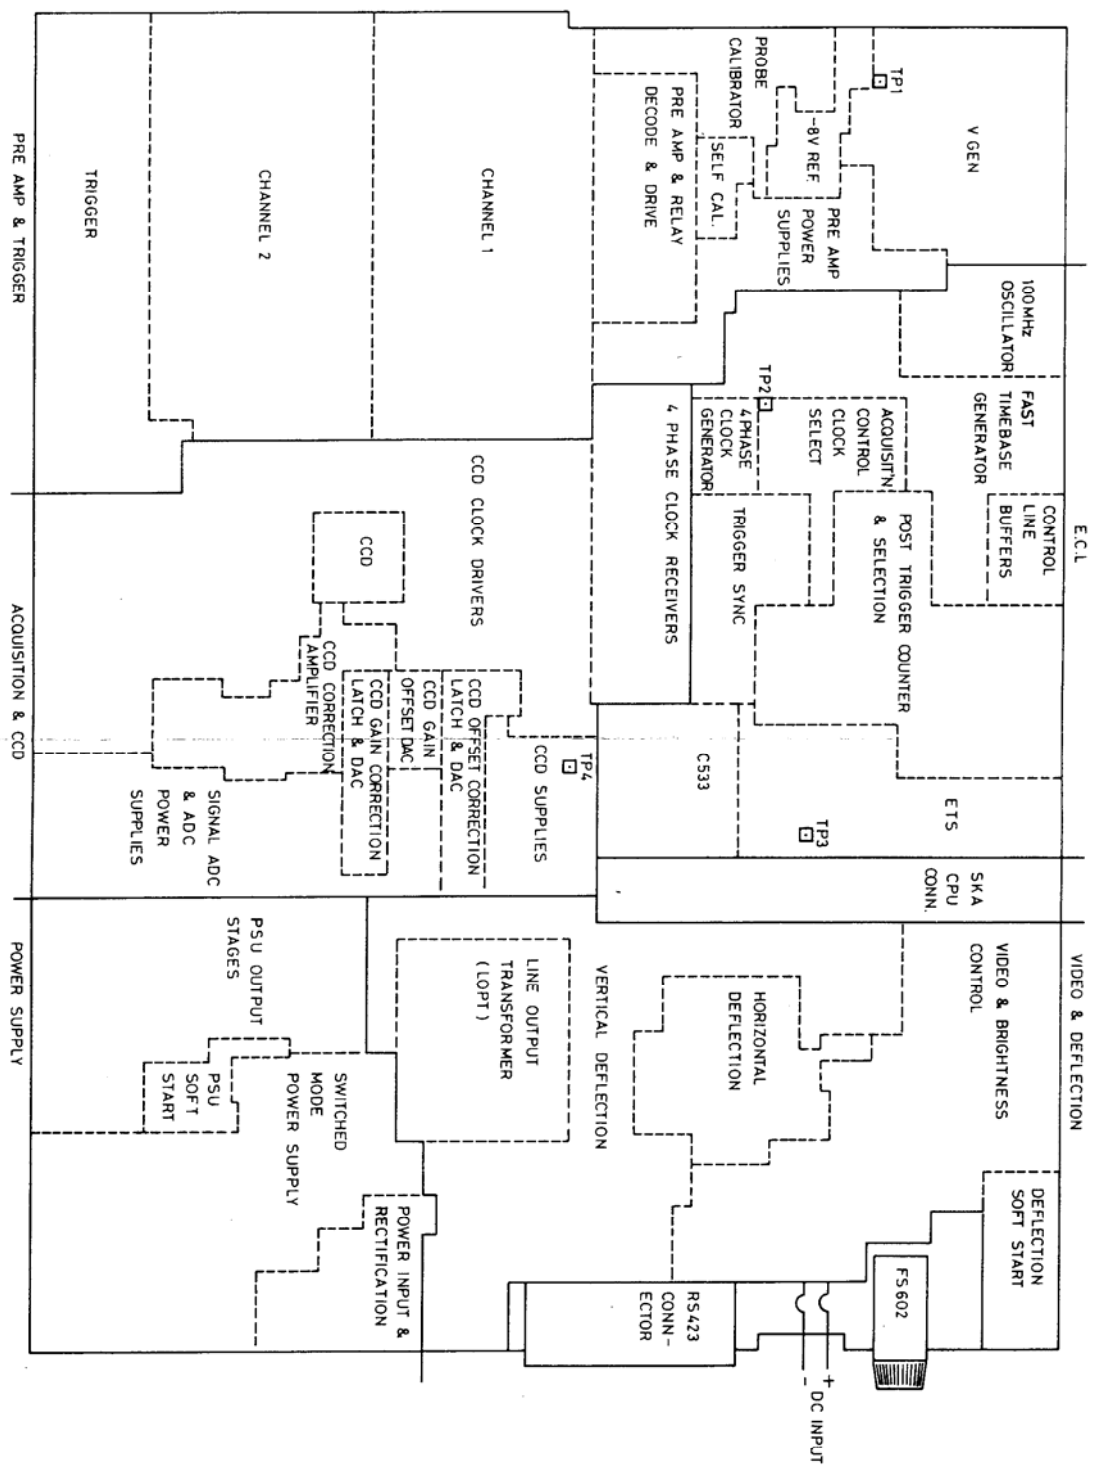 E.C.L
VIDEO & DEFLECTION
V GEN
TP1
-8V REF.
PROBE
CALIBRATOR
PRE AMP
POWER
SUPPLIES
SELF CAL.
PRE AMP & RELAY
DECODE & DRIVE
CHANNEL 1
CHANNEL 2
TRIGGER
PRE AMP & TRIGGER
100MHz
OSCILLATOR
FAST
TIMEBASE
GENERATOR
CONTROL
LINE
BUFFERS
ACQUISIT'N
CONTROL
CLOCK
SELECT
TP2
4 PHASE
CLOCK
GENERATOR
POST TRIGGER COUNTER
& SELECTION
TRIGGER SYNC
4 PHASE CLOCK RECEIVERS
ETS
TP3
C533
SKA
CPU
CONN.
CCD CLOCK DRIVERS
CCD
CCD SUPPLIES
TP4
CCD OFFSET CORRECTION
LATCH & DAC
CCD GAIN
OFFSET DAC
CCD GAIN CORRECTION
LATCH & DAC
CCD CORRECTION
AMPLIFIER
SIGNAL ADC
& ADC
POWER
SUPPLIES
ACQUISITION & CCD
VIDEO & BRIGHTNESS
CONTROL
HORIZONTAL
DEFLECTION
VERTICAL DEFLECTION
LINE OUTPUT
TRANSFORMER
(LOPT)
DEFLECTION
SOFT START
FS602
+
-
DC INPUT
RS423
CONN-
ECTOR
PSU OUTPUT
STAGES
PSU
SOFT
START
SWITCHED
MODE
POWER SUPPLY
POWER INPUT &
RECTIFICATION
POWER SUPPLY